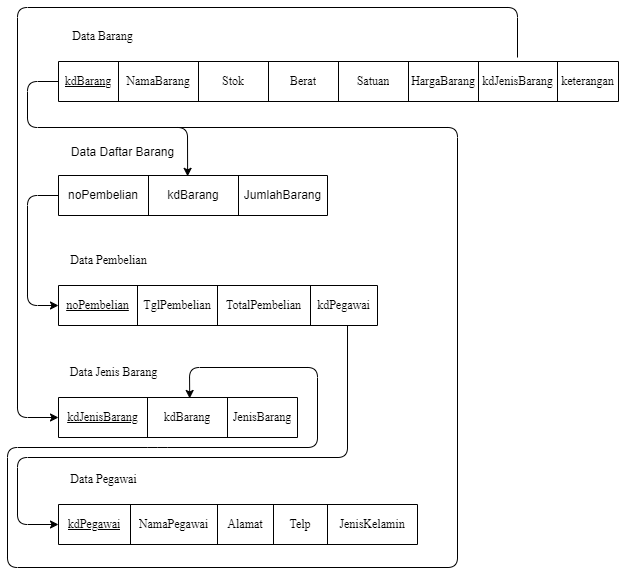 Data Barang
kdBarang NamaBarang Stok Berat Satuan HargaBarang kdJenisBarang keterangan
Data Daftar Barang
noPembelian kdBarang JumlahBarang
Data Pembelian
noPembelian TglPembelian TotalPembelian kdPegawai
Data Jenis Barang
kdJenisBarang kdBarang JenisBarang
Data Pegawai
kdPegawai NamaPegawai Alamat Telp JenisKelamin